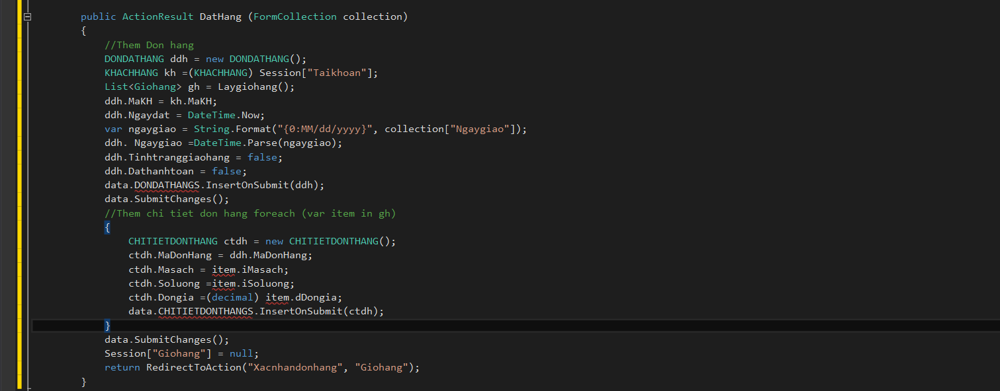 public ActionResult DatHang (FormCollection collection)
{
//Them Don hang
DONDATHANG ddh = new DONDATHANG();
KHACHHANG kh =(KHACHHANG) Session["Taikhoan"];
List<Giohang> gh = Laygiohang();
ddh.MaKH = kh.MaKH;
ddh.Ngaydat = DateTime.Now;
var ngaygiao = String.Format("{0:MM/dd/yyyy}", collection["Ngaygiao"]);
ddh. Ngaygiao =DateTime.Parse(ngaygiao);
ddh.Tinhtranggiaohang = false;
ddh.Dathanhtoan = false;
data.DONDATHANGS.InsertOnSubmit(ddh);
data.SubmitChanges();
//Them chi tiet don hang foreach (var item in gh)
{
CHITIETDONTHANG ctdh = new CHITIETDONTHANG();
ctdh.MaDonHang = ddh.MaDonHang;
ctdh.Masach = item.iMasach;
ctdh.Soluong =item.iSoluong;
ctdh.Dongia =(decimal) item.dDongia;
data.CHITIETDONTHANGS.InsertOnSubmit(ctdh);
}
data.SubmitChanges();
Session["Giohang"] = null;
return RedirectToAction("Xacnhandonhang", "Giohang");
}